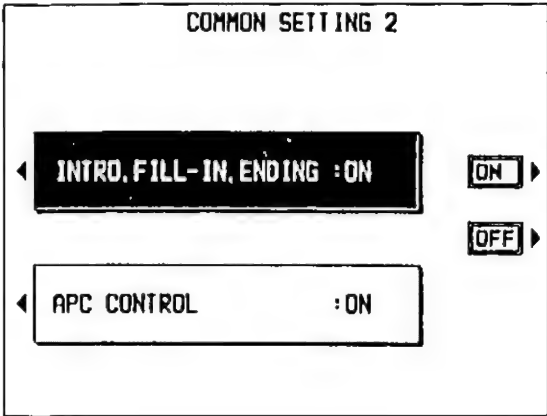 COMMON SETTING 2
INTRO,FILL-IN,ENDING :ON
ON
OFF
APC CONTROL :ON